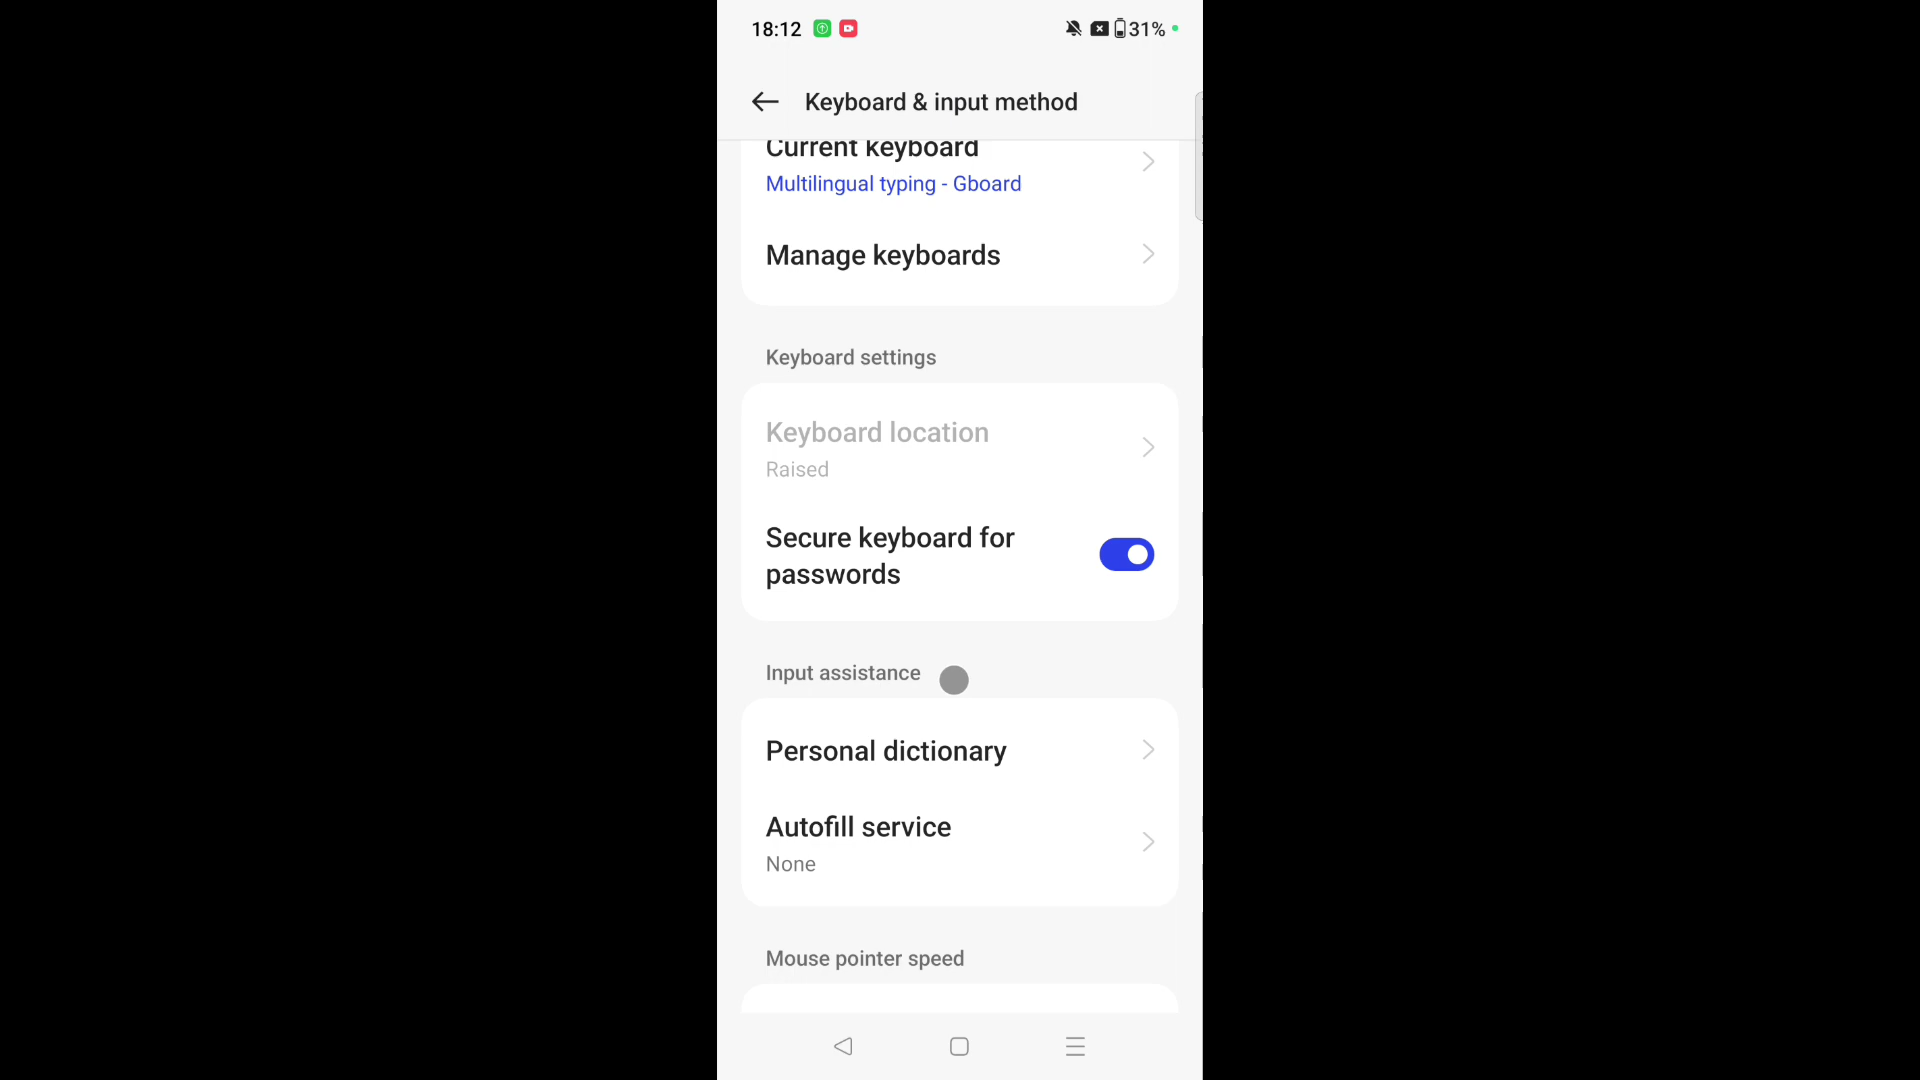 18:12
31%
Keyboard & input method
Current keyboard
Multilingual typing - Gboard
Manage keyboards
Keyboard settings
Keyboard location
Raised
Secure keyboard for
passwords
Input assistance
Personal dictionary
Autofill service
None
Mouse pointer speed